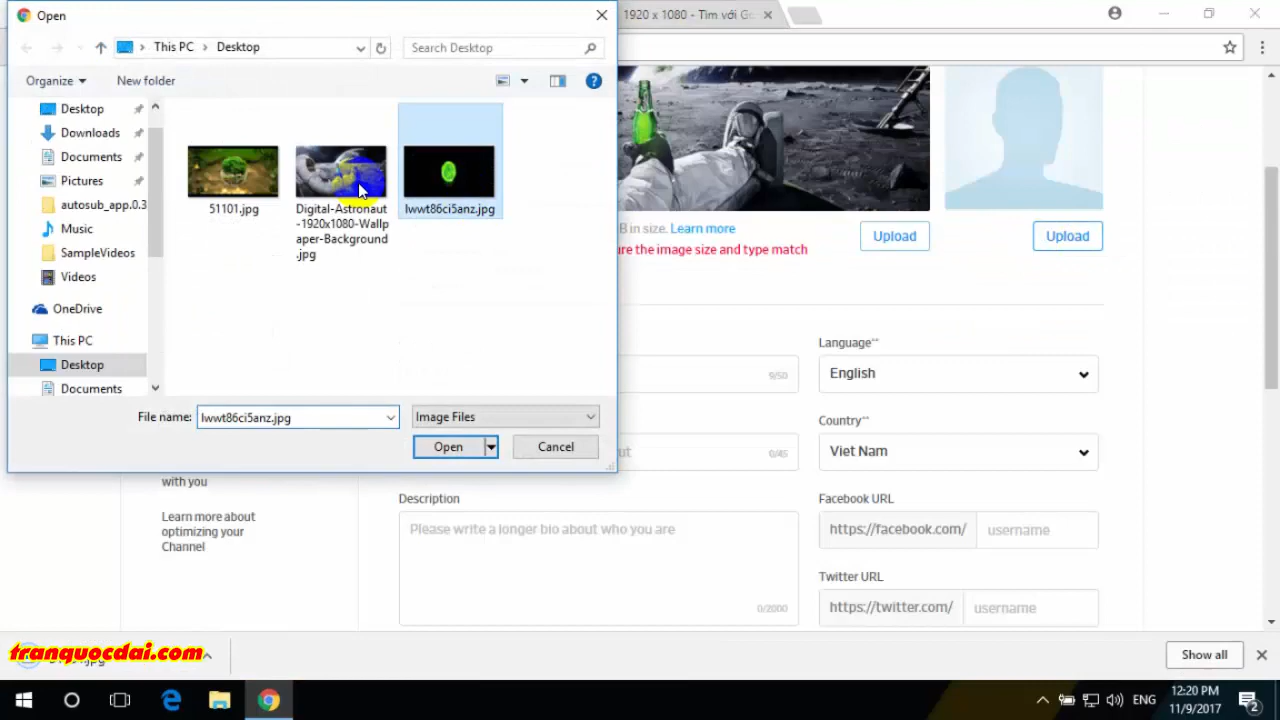 Open
1920 x 1080 - Tìm với G
This PC
Desktop
Search Desktop
Organize
New folder
Desktop
Downloads
Documents
Pictures
autosub_app.0.3
Music
SampleVideos
Videos
OneDrive
This PC
Desktop
Documents
51101.jpg
Digital-Astronaut
-1920x1080-Wallp
aper-Background
.jpg
lwwt86ci5anz.jpg
File name:
lwwt86ci5anz.jpg
Image Files
Open
Cancel
B in size. Learn more
ure the image size and type match
Upload
Upload
9/50
Language**
English
0/45
Country**
Viet Nam
with you
Learn more about
optimizing your
Channel
Description
Please write a longer bio about who you are
0/2000
Facebook URL
https://facebook.com/
username
Twitter URL
https://twitter.com/
username
tranquocdai.com
Show all
ENG
12:20 PM
11/9/2017
2